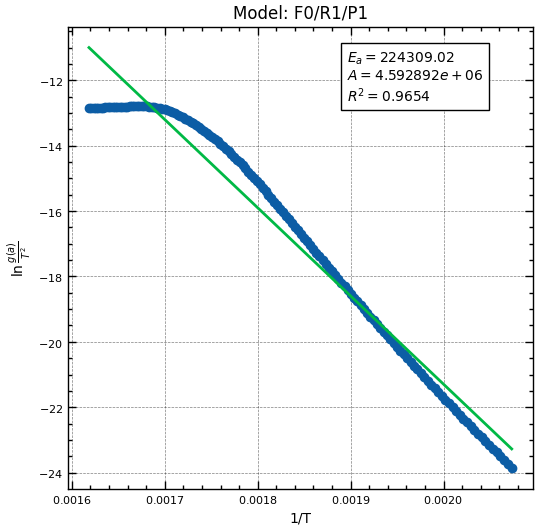 Model: F0/R1/P1
E_a = 224309.02
A = 4.592892e + 06
R^2 = 0.9654
−12
−14
−16
−18
−20
−22
−24
ln g(a)/T^2
0.0016 0.0017 0.0018 0.0019 0.0020
1/T